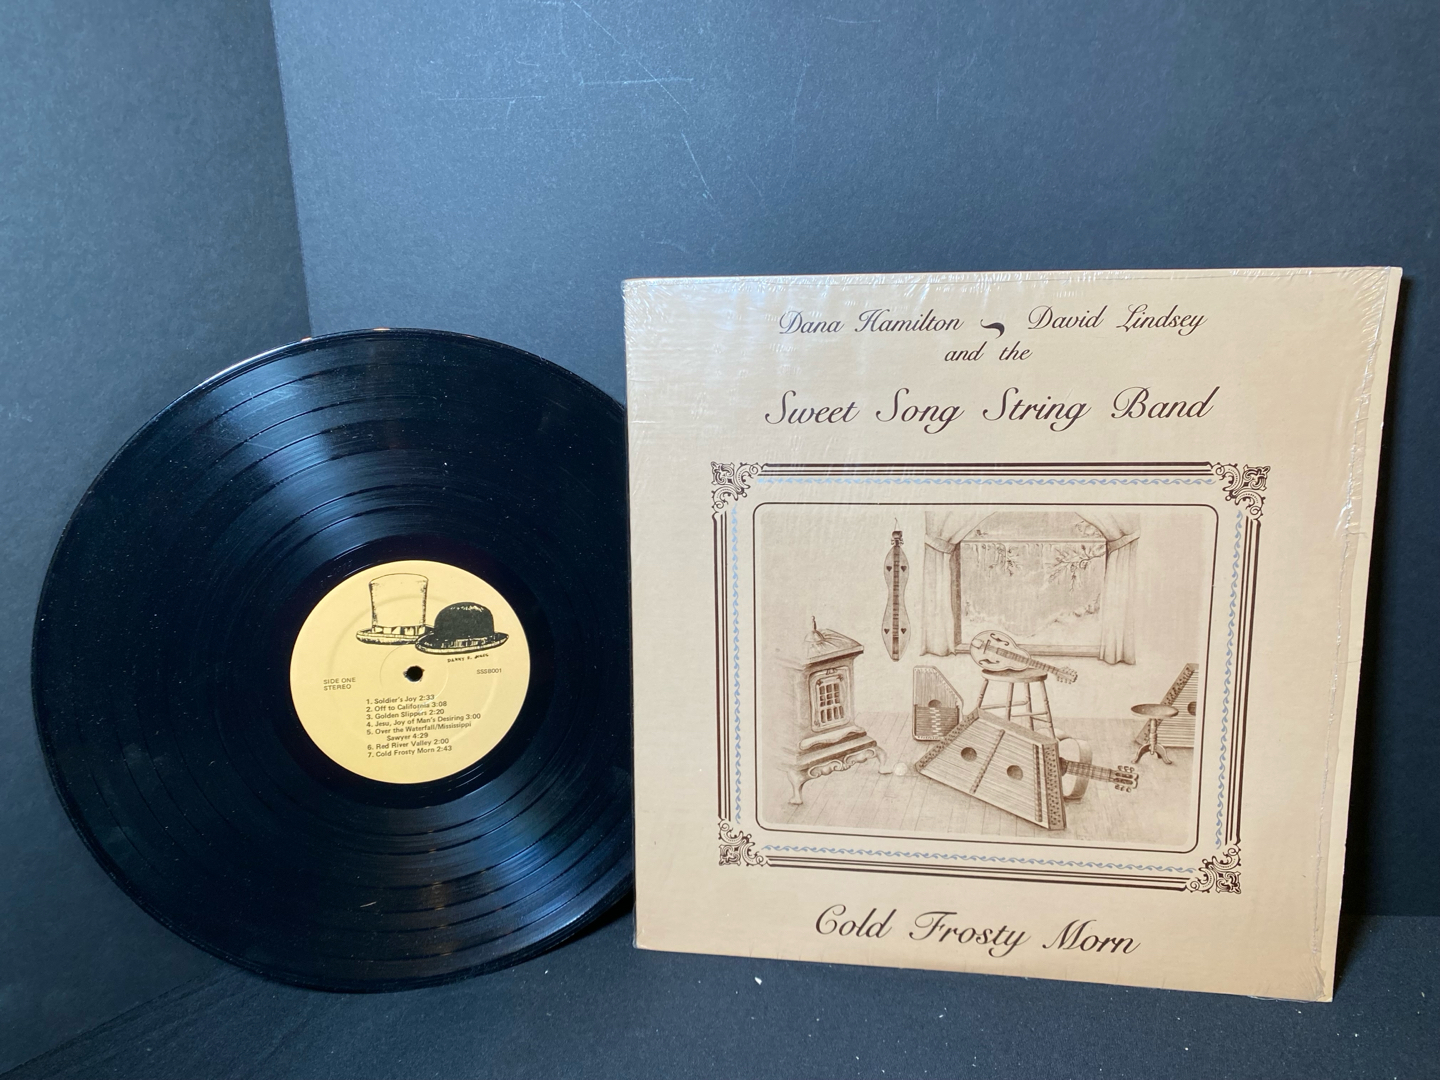 Dana Hamilton David Lindsey
and the
Sweet Song String Band
Cold Frosty Morn
DANNY R. JONES
SIDE ONE
STEREO
SSSB001
1. Soldier's Joy 2:33
2. Off to California 3:08
3. Golden Slippers 2:20
4. Jesu, Joy of Man's Desiring 3:00
5. Over the Waterfall/Mississippi
Sawyer 4:29
6. Red River Valley 2:00
7. Cold Frosty Morn 2:43